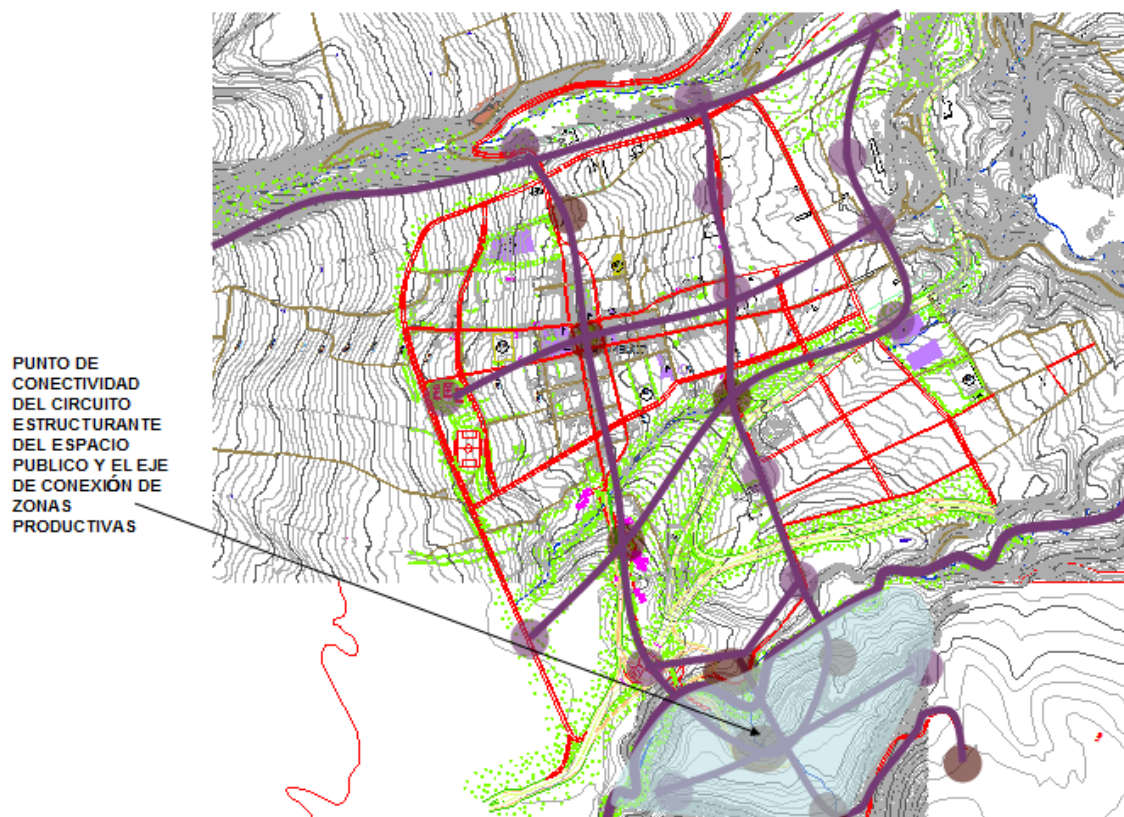 PUNTO DE
CONECTIVIDAD
DEL CIRCUITO
ESTRUCTURANTE
DEL ESPACIO
PUBLICO Y EL EJE
DE CONEXIÓN DE
ZONAS
PRODUCTIVAS